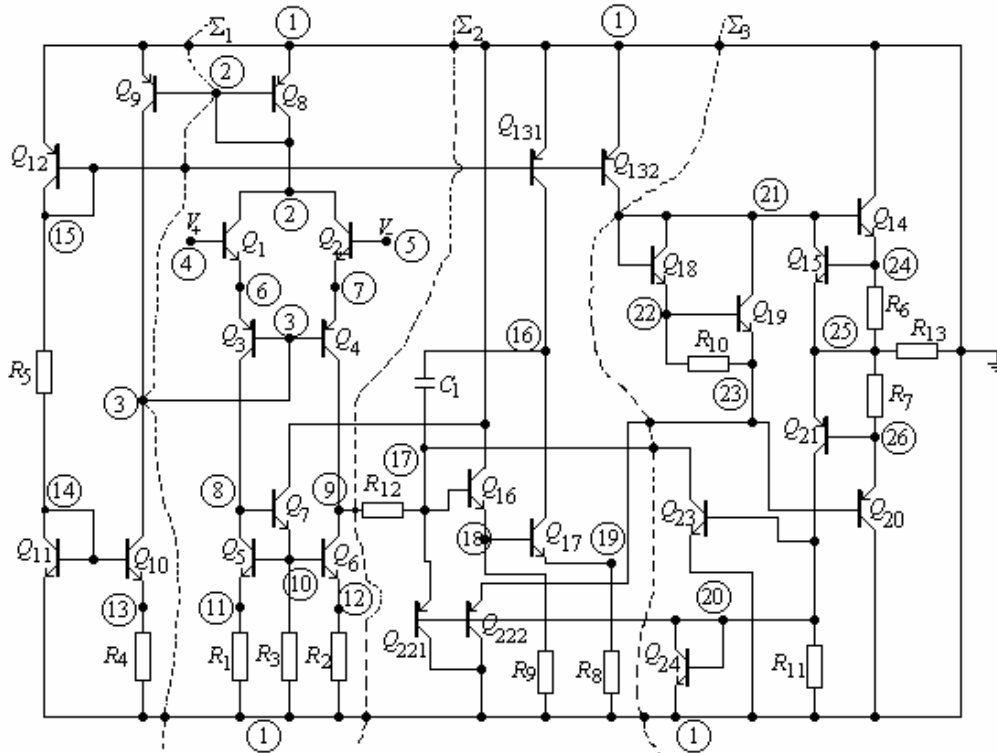 1 Σ1 Σ2 1 Σ3
Q9 2 Q8
Q12 Q131 Q132
15 2 21 Q14
V+ Q1 Q2 V- Q18 Q15 24
4 5
6 7 22 Q19 R6
Q3 3 Q4 16 R10 25 R13
R5 3 C1 23 R7
17 Q21 26
14 8 Q7 9 R12 Q16 Q23 Q20
Q11 Q10 Q5 10 Q6 18 Q17 19
13 11 12 20
R4 R1 R3 R2 Q221 Q222 R9 R8 Q24 R11
1 1